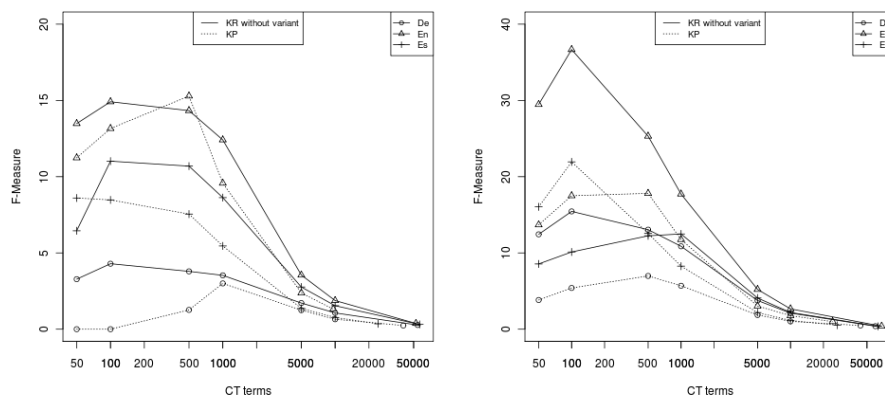 KR without variant
KP
De
En
Es
F-Measure
20
15
10
5
0
50 100 200 500 1000 5000 20000 50000
CT terms
KR without variant
KP
D
E
E
F-Measure
40
30
20
10
0
50 100 200 500 1000 5000 20000 50000
CT terms